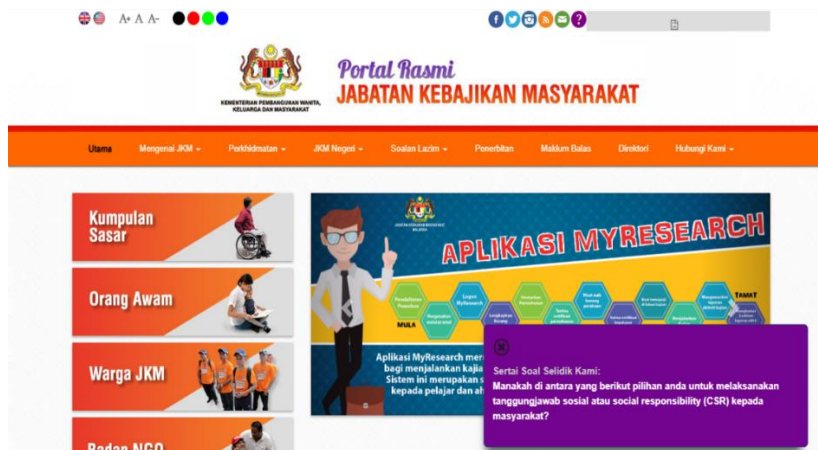 A+ A A-
KEMENTERIAN PEMBANGUNAN WANITA,
KELUARGA DAN MASYARAKAT
Portal Rasmi
JABATAN KEBAJIKAN MASYARAKAT
Utama Mengenai JKM Perkhidmatan JKM Negeri Soalan Lazim Penerbitan Maklum Balas Direktori Hubungi Kami
Kumpulan
Sasar
Orang Awam
Warga JKM
Badan NGO
APLIKASI MYRESEARCH
MULA
TAMAT
Aplikasi MyResearch mer
bagi menjalankan kajia
Sistem ini merupakan s
kepada pelajar dan ah
Sertai Soal Selidik Kami:
Manakah di antara yang berikut pilihan anda untuk melaksanakan
tanggungjawab sosial atau social responsibility (CSR) kepada
masyarakat?